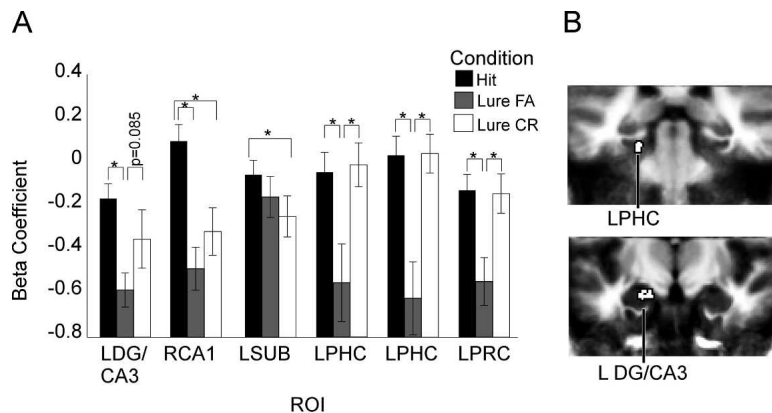 A
B
Condition
Hit
Lure FA
Lure CR
Beta Coefficient
0.4
0.2
0
-0.2
-0.4
-0.6
-0.8
* p=0.085
* *
*
* *
* *
* *
LDG/ RCA1 LSUB LPHC LPHC LPRC
CA3
ROI
LPHC
L DG/CA3